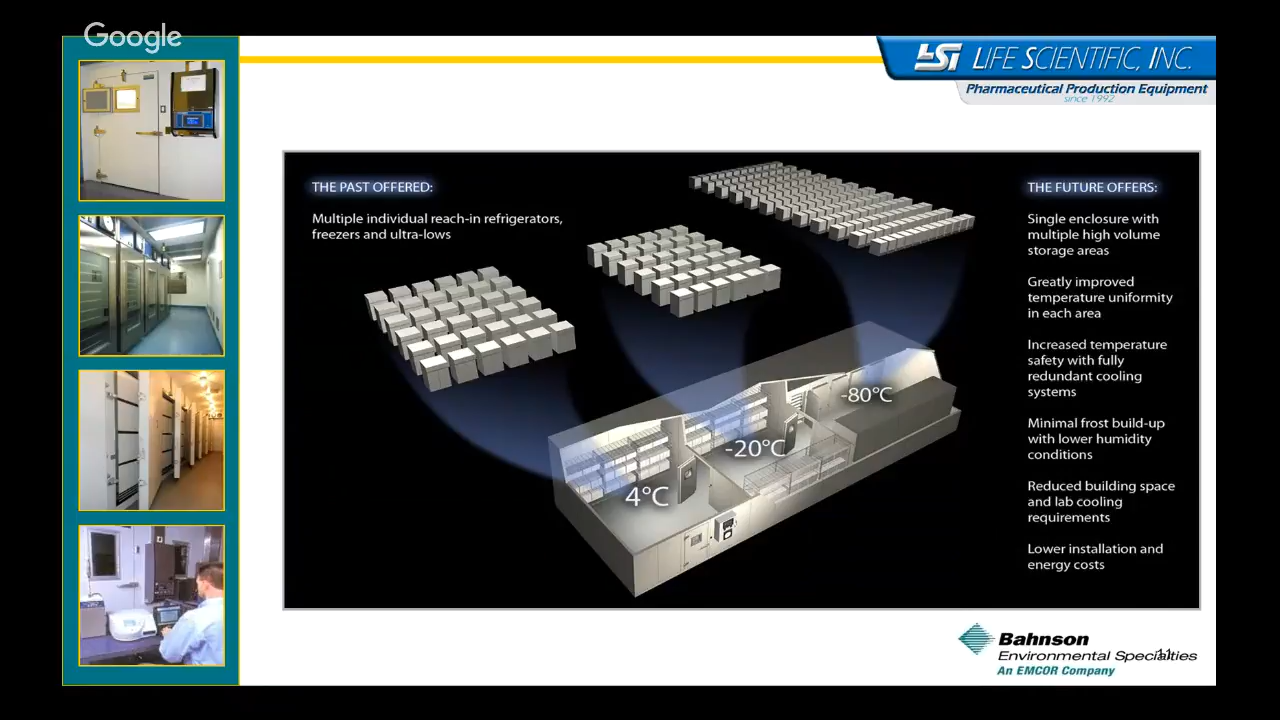 Google
LSI LIFE SCIENTIFIC, INC.
Pharmaceutical Production Equipment
since 1992
THE PAST OFFERED:
Multiple individual reach-in refrigerators,
freezers and ultra-lows
THE FUTURE OFFERS:
Single enclosure with
multiple high volume
storage areas
Greatly improved
temperature uniformity
in each area
Increased temperature
safety with fully
redundant cooling
systems
Minimal frost build-up
with lower humidity
conditions
Reduced building space
and lab cooling
requirements
Lower installation and
energy costs
-80°C
-20°C
4°C
Bahnson
Environmental Specialties
11
An EMCOR Company